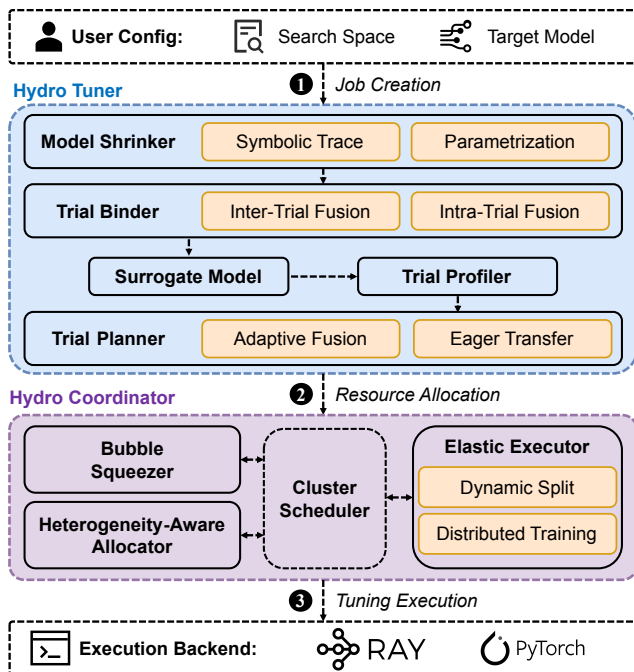 User Config: Search Space Target Model
1 Job Creation
Hydro Tuner
Model Shrinker Symbolic Trace Parametrization
Trial Binder Inter-Trial Fusion Intra-Trial Fusion
Surrogate Model Trial Profiler
Trial Planner Adaptive Fusion Eager Transfer
2 Resource Allocation
Hydro Coordinator
Bubble
Squeezer
Heterogeneity-Aware
Allocator
Cluster
Scheduler
Elastic Executor
Dynamic Split
Distributed Training
3 Tuning Execution
Execution Backend: RAY PyTorch